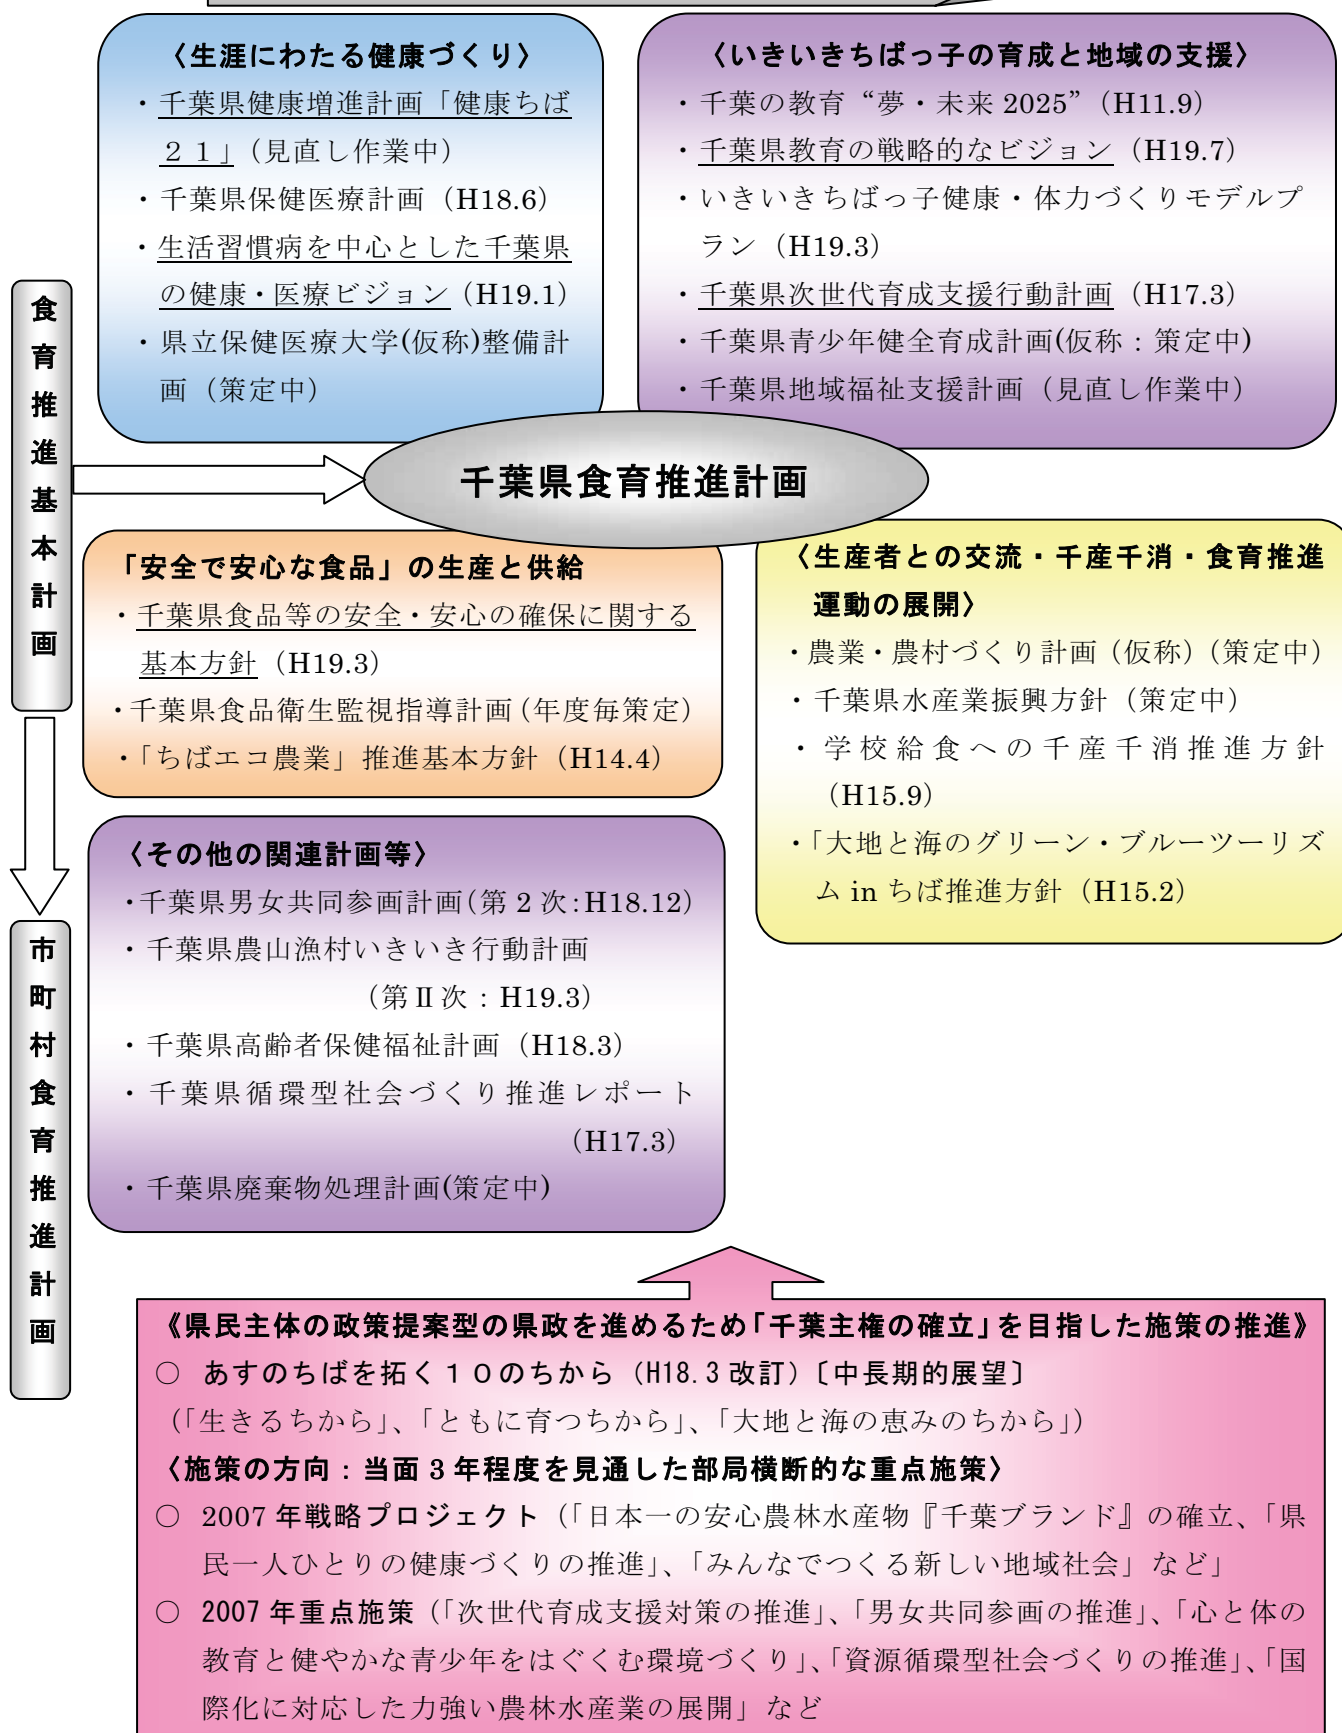 〈生涯にわたる健康づくり〉
・千葉県健康増進計画「健康ちば
２１」（見直し作業中）
・千葉県保健医療計画（H18.6）
・生活習慣病を中心とした千葉県
の健康・医療ビジョン（H19.1）
・県立保健医療大学(仮称)整備計
画（策定中）
〈いきいきちばっ子の育成と地域の支援〉
・千葉の教育“夢・未来 2025”（H11.9）
・千葉県教育の戦略的なビジョン（H19.7）
・いきいきちばっ子健康・体力づくりモデルプ
ラン（H19.3）
・千葉県次世代育成支援行動計画（H17.3）
・千葉県青少年健全育成計画(仮称：策定中)
・千葉県地域福祉支援計画（見直し作業中）
食育推進基本計画
千葉県食育推進計画
「安全で安心な食品」の生産と供給
・千葉県食品等の安全・安心の確保に関する
基本方針（H19.3）
・千葉県食品衛生監視指導計画（年度毎策定）
・「ちばエコ農業」推進基本方針（H14.4）
〈生産者との交流・千産千消・食育推進
運動の展開〉
・農業・農村づくり計画（仮称）（策定中）
・千葉県水産業振興方針（策定中）
・学校給食への千産千消推進方針
（H15.9）
・「大地と海のグリーン・ブルーツーリズ
ム in ちば推進方針（H15.2）
〈その他の関連計画等〉
・千葉県男女共同参画計画（第２次：H18.12）
・千葉県農山漁村いきいき行動計画
（第Ⅱ次：H19.3）
・千葉県高齢者保健福祉計画（H18.3）
・千葉県循環型社会づくり推進レポート
（H17.3）
・千葉県廃棄物処理計画(策定中)
市町村食育推進計画
《県民主体の政策提案型の県政を進めるため「千葉主権の確立」を目指した施策の推進》
○ あすのちばを拓く１０のちから（H18.3 改訂）〔中長期的展望〕
（「生きるちから」、「ともに育つちから」、「大地と海の恵みのちから」）
〈施策の方向：当面 3 年程度を見通した部局横断的な重点施策〉
○ 2007 年戦略プロジェクト（「日本一の安心農林水産物『千葉ブランド』の確立、「県
民一人ひとりの健康づくりの推進」、「みんなでつくる新しい地域社会」など」
○ 2007 年重点施策（「次世代育成支援対策の推進」、「男女共同参画の推進」、「心と体の
教育と健やかな青少年をはぐくむ環境づくり」、「資源循環型社会づくりの推進」、「国
際化に対応した力強い農林水産業の展開」など